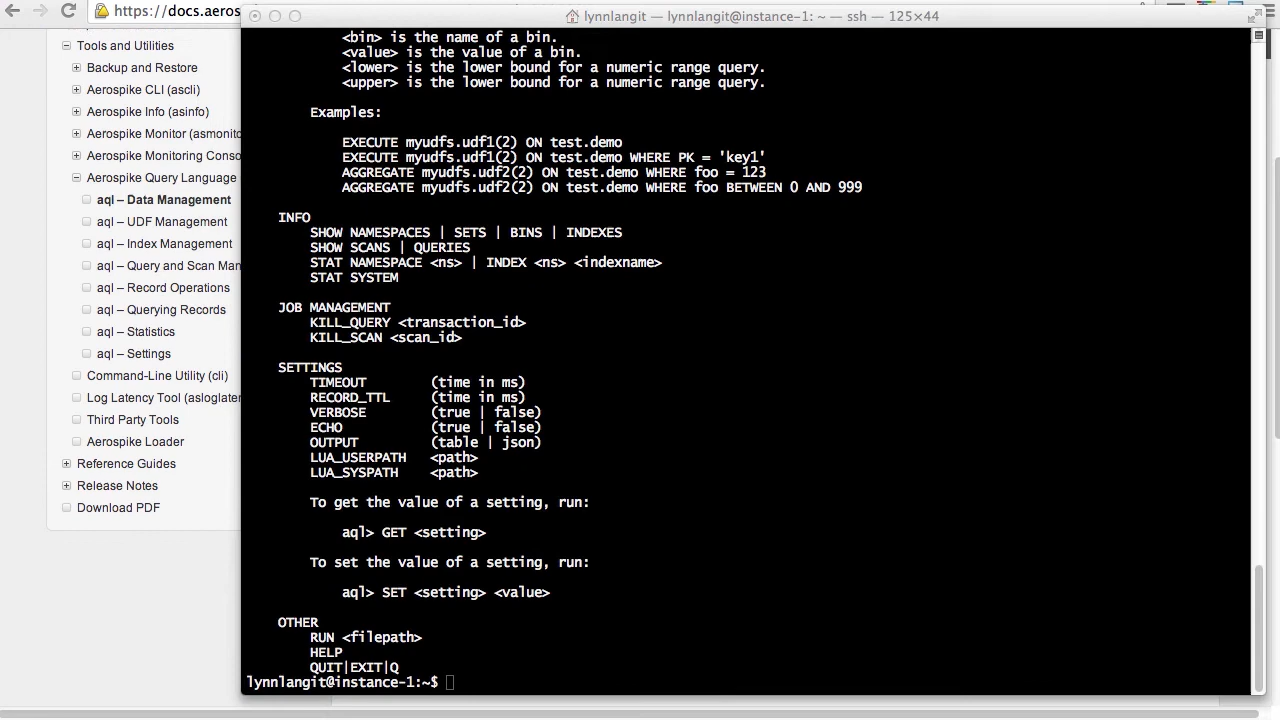 https://docs.aeros
Tools and Utilities
Backup and Restore
Aerospike CLI (ascli)
Aerospike Info (asinfo)
Aerospike Monitor (asmonito
Aerospike Monitoring Conso
Aerospike Query Language
aql – Data Management
aql – UDF Management
aql – Index Management
aql – Query and Scan Man
aql – Record Operations
aql – Querying Records
aql – Statistics
aql – Settings
Command-Line Utility (cli)
Log Latency Tool (asloglater
Third Party Tools
Aerospike Loader
Reference Guides
Release Notes
Download PDF
lynnlangit — lynnlangit@instance-1: ~ — ssh — 125×44
<bin> is the name of a bin.
<value> is the value of a bin.
<lower> is the lower bound for a numeric range query.
<upper> is the lower bound for a numeric range query.
Examples:
EXECUTE myudfs.udf1(2) ON test.demo
EXECUTE myudfs.udf1(2) ON test.demo WHERE PK = 'key1'
AGGREGATE myudfs.udf2(2) ON test.demo WHERE foo = 123
AGGREGATE myudfs.udf2(2) ON test.demo WHERE foo BETWEEN 0 AND 999
INFO
SHOW NAMESPACES | SETS | BINS | INDEXES
SHOW SCANS | QUERIES
STAT NAMESPACE <ns> | INDEX <ns> <indexname>
STAT SYSTEM
JOB MANAGEMENT
KILL_QUERY <transaction_id>
KILL_SCAN <scan_id>
SETTINGS
TIMEOUT (time in ms)
RECORD_TTL (time in ms)
VERBOSE (true | false)
ECHO (true | false)
OUTPUT (table | json)
LUA_USERPATH <path>
LUA_SYSPATH <path>
To get the value of a setting, run:
aql> GET <setting>
To set the value of a setting, run:
aql> SET <setting> <value>
OTHER
RUN <filepath>
HELP
QUIT|EXIT|Q
lynnlangit@instance-1:~$